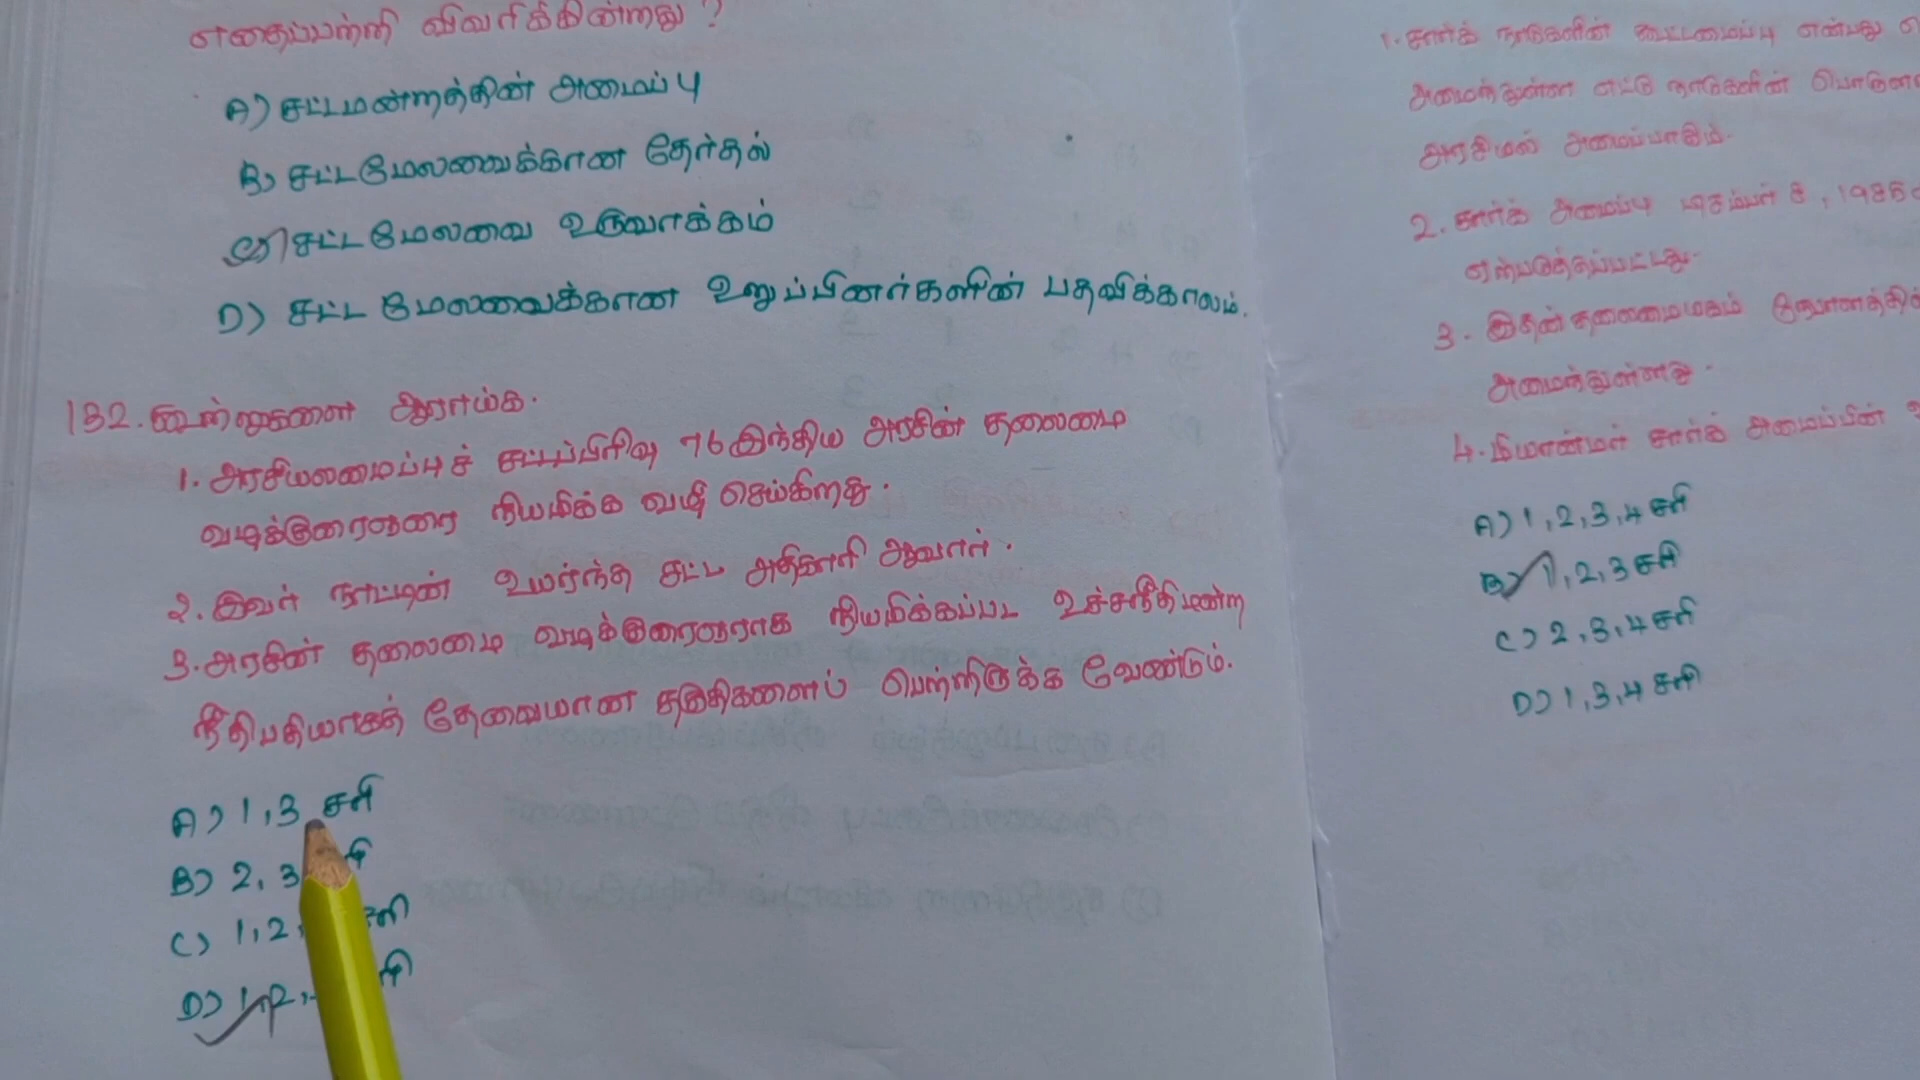 எதைப்பற்றி விவரிக்கின்றது ?
A) சட்டமன்றத்தின் அமைப்பு
B) சட்டமேலவைக்கான தேர்தல்
C) சட்டமேலவை உருவாக்கம்
D) சட்ட மேலவைக்கான உறுப்பினர்களின் பதவிக்காலம்.
132. கூற்றுகளை ஆராய்க.
1. அரசியலமைப்புச் சட்டப்பிரிவு 76 இந்திய அரசின் தலைமை
வழக்குரைஞரை நியமிக்க வழி செய்கிறது.
2. இவர் நாட்டின் உயர்ந்த சட்ட அதிகாரி ஆவார்.
3. அரசின் தலைமை வழக்குரைஞராக நியமிக்கப்பட உச்சநீதிமன்ற
நீதிபதியாகத் தேவையான தகுதிகளைப் பெற்றிருக்க வேண்டும்.
A) 1,3 சரி
B) 2, 3
C) 1,2,
D) 1,2,
1. சார்க் நாடுகளின் கூட்டமைப்பு என்பது
அமைந்துள்ள எட்டு நாடுகளின் பொருளா
அரசியல் அமைப்பாகும்.
2. சார்க் அமைப்பு டிசம்பர் 8, 1985
ஏற்படுத்தப்பட்டது.
3. இதன் தலைமையகம்
அமைந்துள்ளது.
4. மியான்மர் சார்க் அமைப்பின்
A) 1,2,3,4 சரி
B) 1,2,3 சரி
C) 2,3,4 சரி
D) 1,3,4 சரி